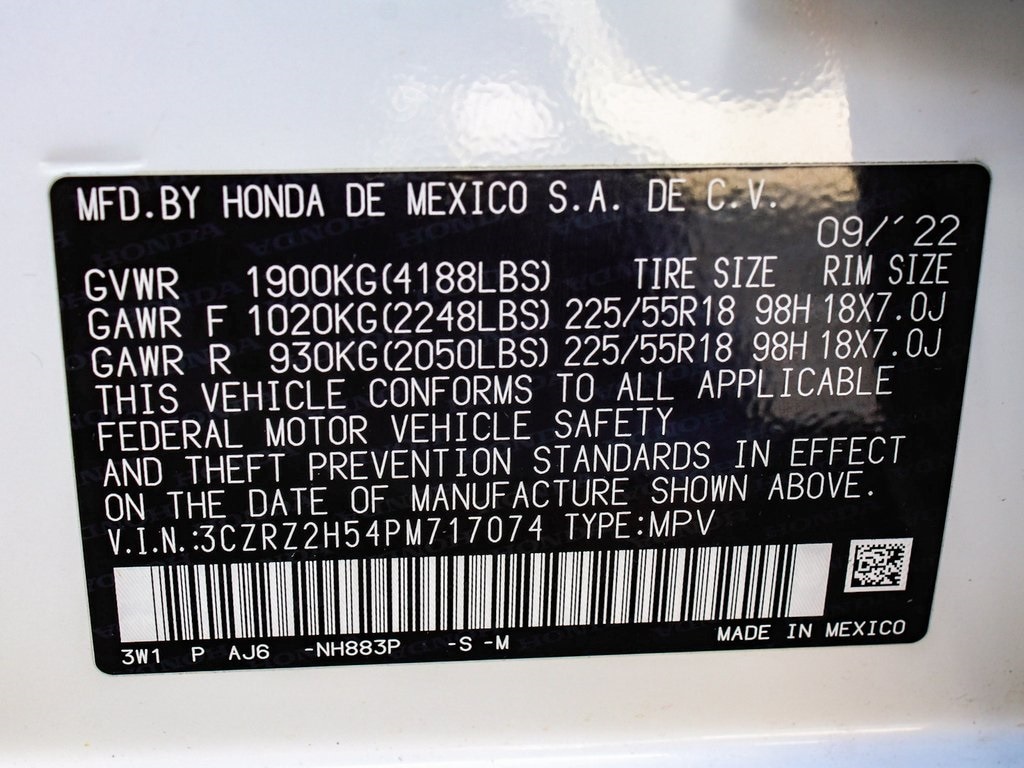 MFD.BY HONDA DE MEXICO S.A. DE C.V.
09/´22
GVWR 1900KG(4188LBS) TIRE SIZE RIM SIZE
GAWR F 1020KG(2248LBS) 225/55R18 98H 18X7.0J
GAWR R 930KG(2050LBS) 225/55R18 98H 18X7.0J
THIS VEHICLE CONFORMS TO ALL APPLICABLE
FEDERAL MOTOR VEHICLE SAFETY
AND THEFT PREVENTION STANDARDS IN EFFECT
ON THE DATE OF MANUFACTURE SHOWN ABOVE.
V.I.N.:3CZRZ2H54PM717074 TYPE:MPV
3W1 P AJ6 -NH883P -S -M MADE IN MEXICO